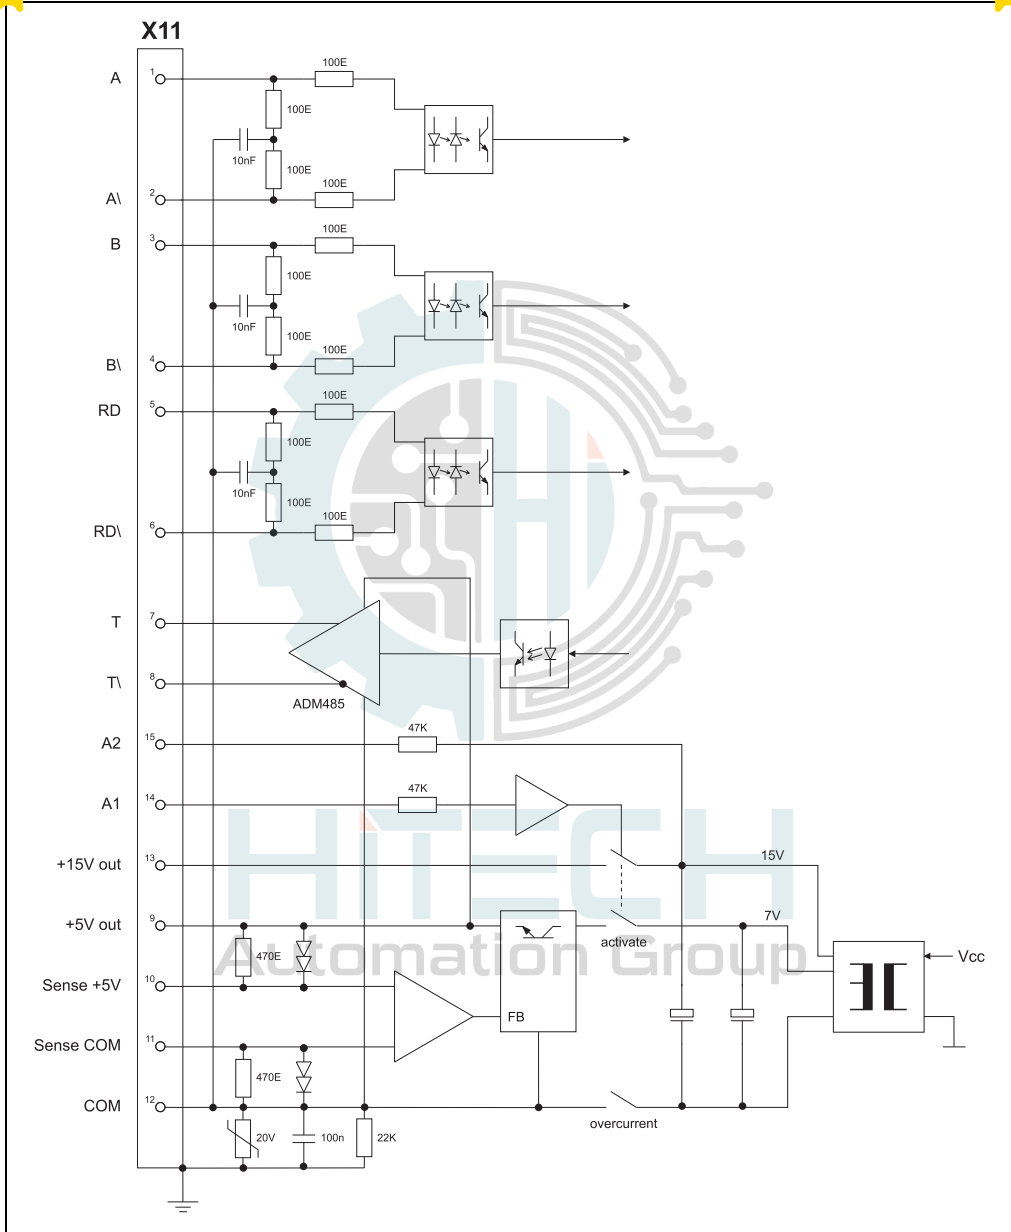 X11
A 1 100E
100E
10nF
100E
A\ 2 100E
B 3 100E
100E
10nF
100E
B\ 4 100E
RD 5 100E
100E
10nF
100E
RD\ 6 100E
T 7
T\ 8
ADM485
A2 15 47K
A1 14 47K
HiTECH
+15V out 13 15V
+5V out 9 7V
activate
Automation Group
470E
Vcc
Sense +5V 10
FB
Sense COM 11
470E
COM 12
overcurrent
20V 100n 22K